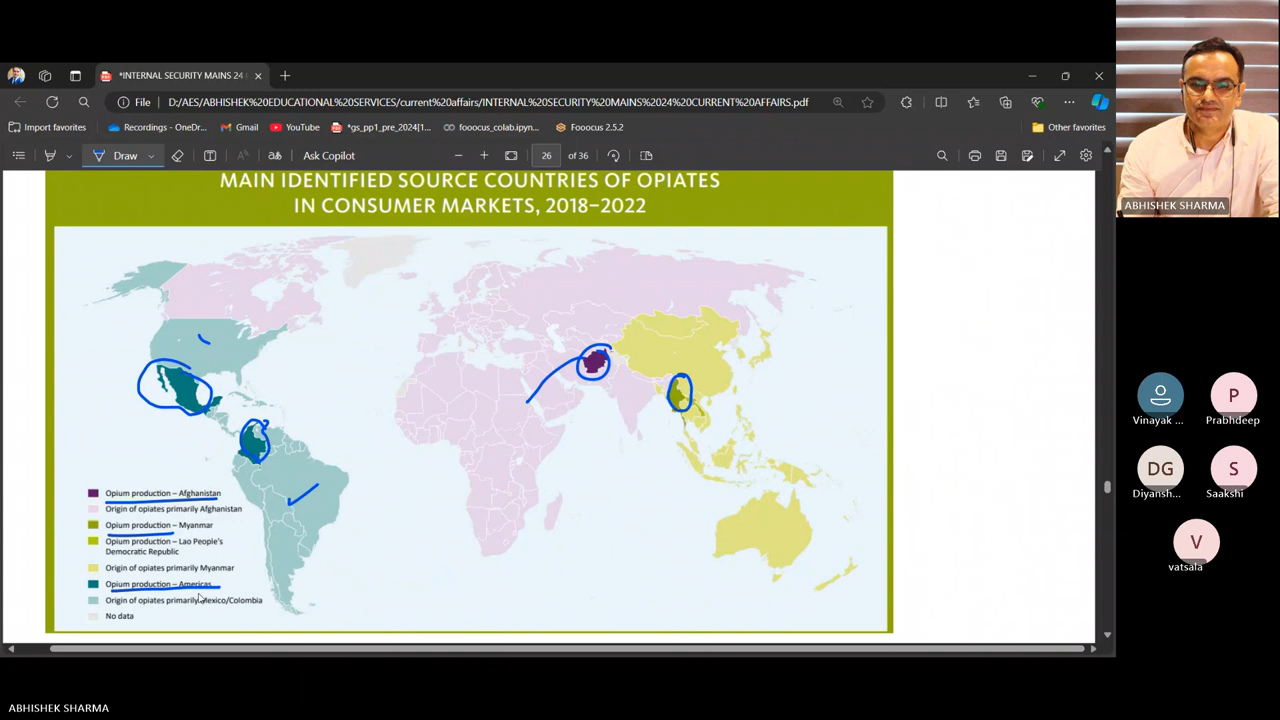 *INTERNAL SECURITY MAINS 24
File
D:/AES/ABHISHEK%20EDUCATIONAL%20SERVICES/current%20affairs/INTERNAL%20SECURITY%20MAINS%2024%20CURRENT%20AFFAIRS.pdf
Import favorites
Recordings - OneDr...
Gmail
YouTube
*gs_pp1_pre_2024[1...
fooocus_colab.ipyn...
Fooocus 2.5.2
Other favorites
Draw
Ask Copilot
26 of 36
MAIN IDENTIFIED SOURCE COUNTRIES OF OPIATES
IN CONSUMER MARKETS, 2018–2022
Opium production – Afghanistan
Origin of opiates primarily Afghanistan
Opium production – Myanmar
Opium production – Lao People's
Democratic Republic
Origin of opiates primarily Myanmar
Opium production – Americas
Origin of opiates primarily Mexico/Colombia
No data
ABHISHEK SHARMA
Vinayak ...
P
Prabhdeep
DG
Diyansh...
S
Saakshi
V
vatsala
ABHISHEK SHARMA